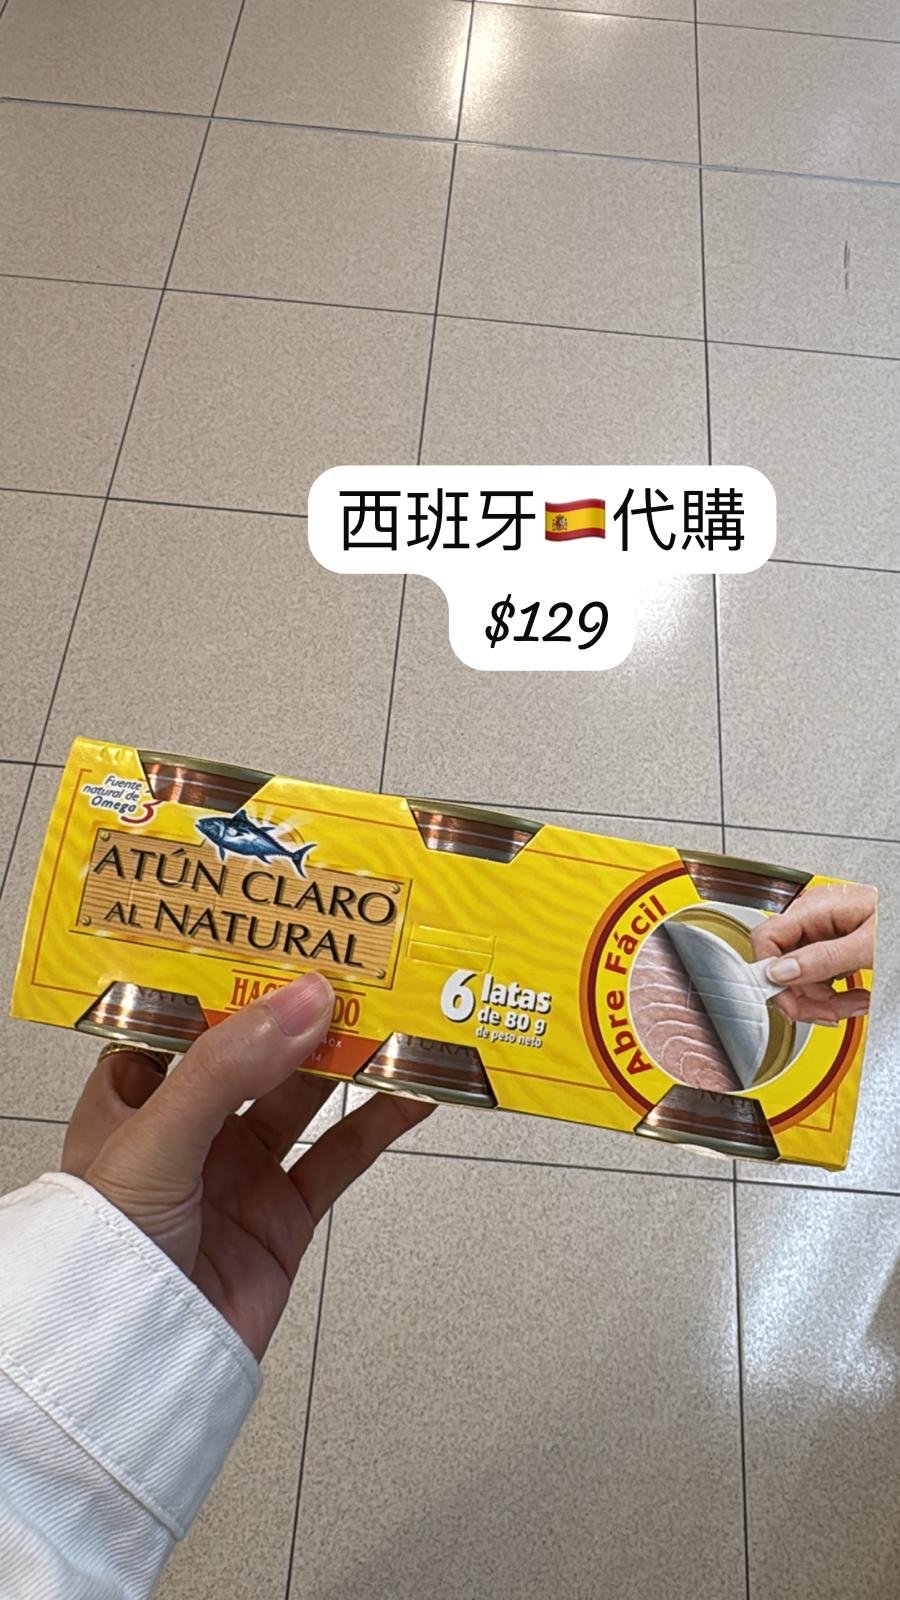 西班牙🇪🇸代購
$129
Fuente
natural de
Omega 3
ATÚN CLARO
AL NATURAL
6 latas
de 80 g
de peso neto
Abre Fácil